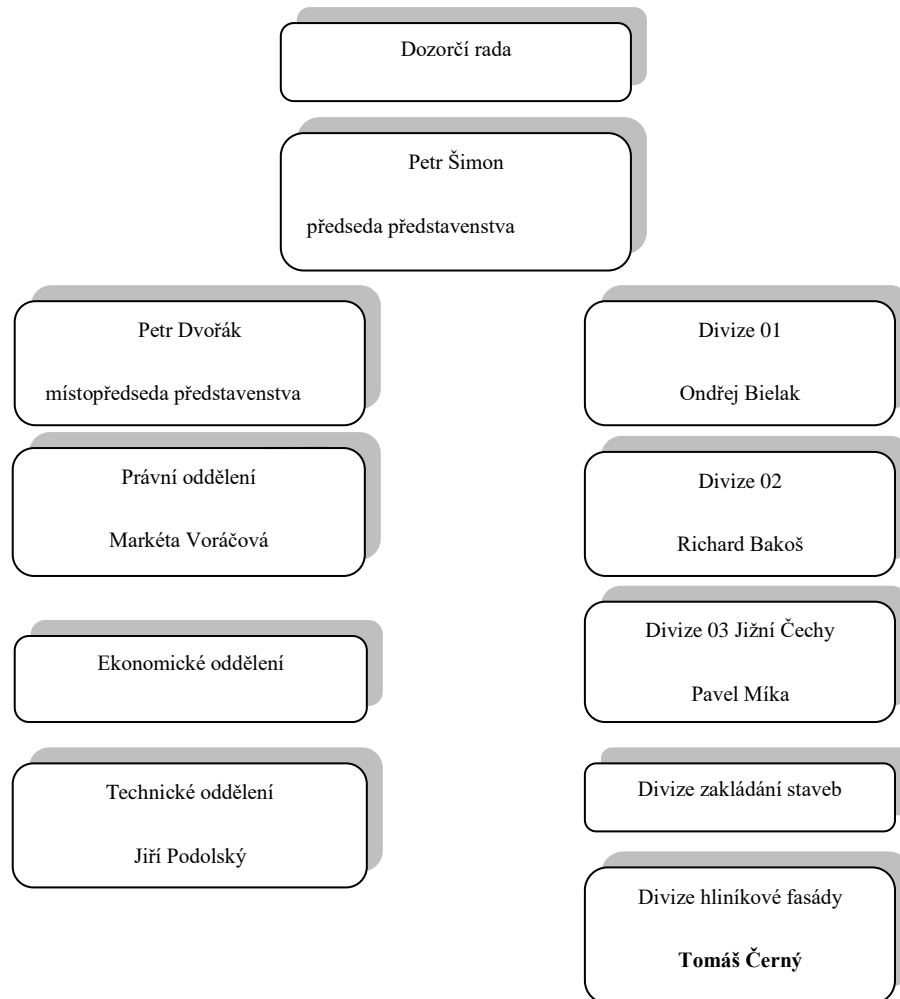 Dozorčí rada
Petr Šimon
předseda představenstva
Petr Dvořák
místopředseda představenstva
Právní oddělení
Markéta Voráčová
Ekonomické oddělení
Technické oddělení
Jiří Podolský
Divize 01
Ondřej Bielak
Divize 02
Richard Bakoš
Divize 03 Jižní Čechy
Pavel Míka
Divize zakládání staveb
Divize hliníkové fasády
Tomáš Černý